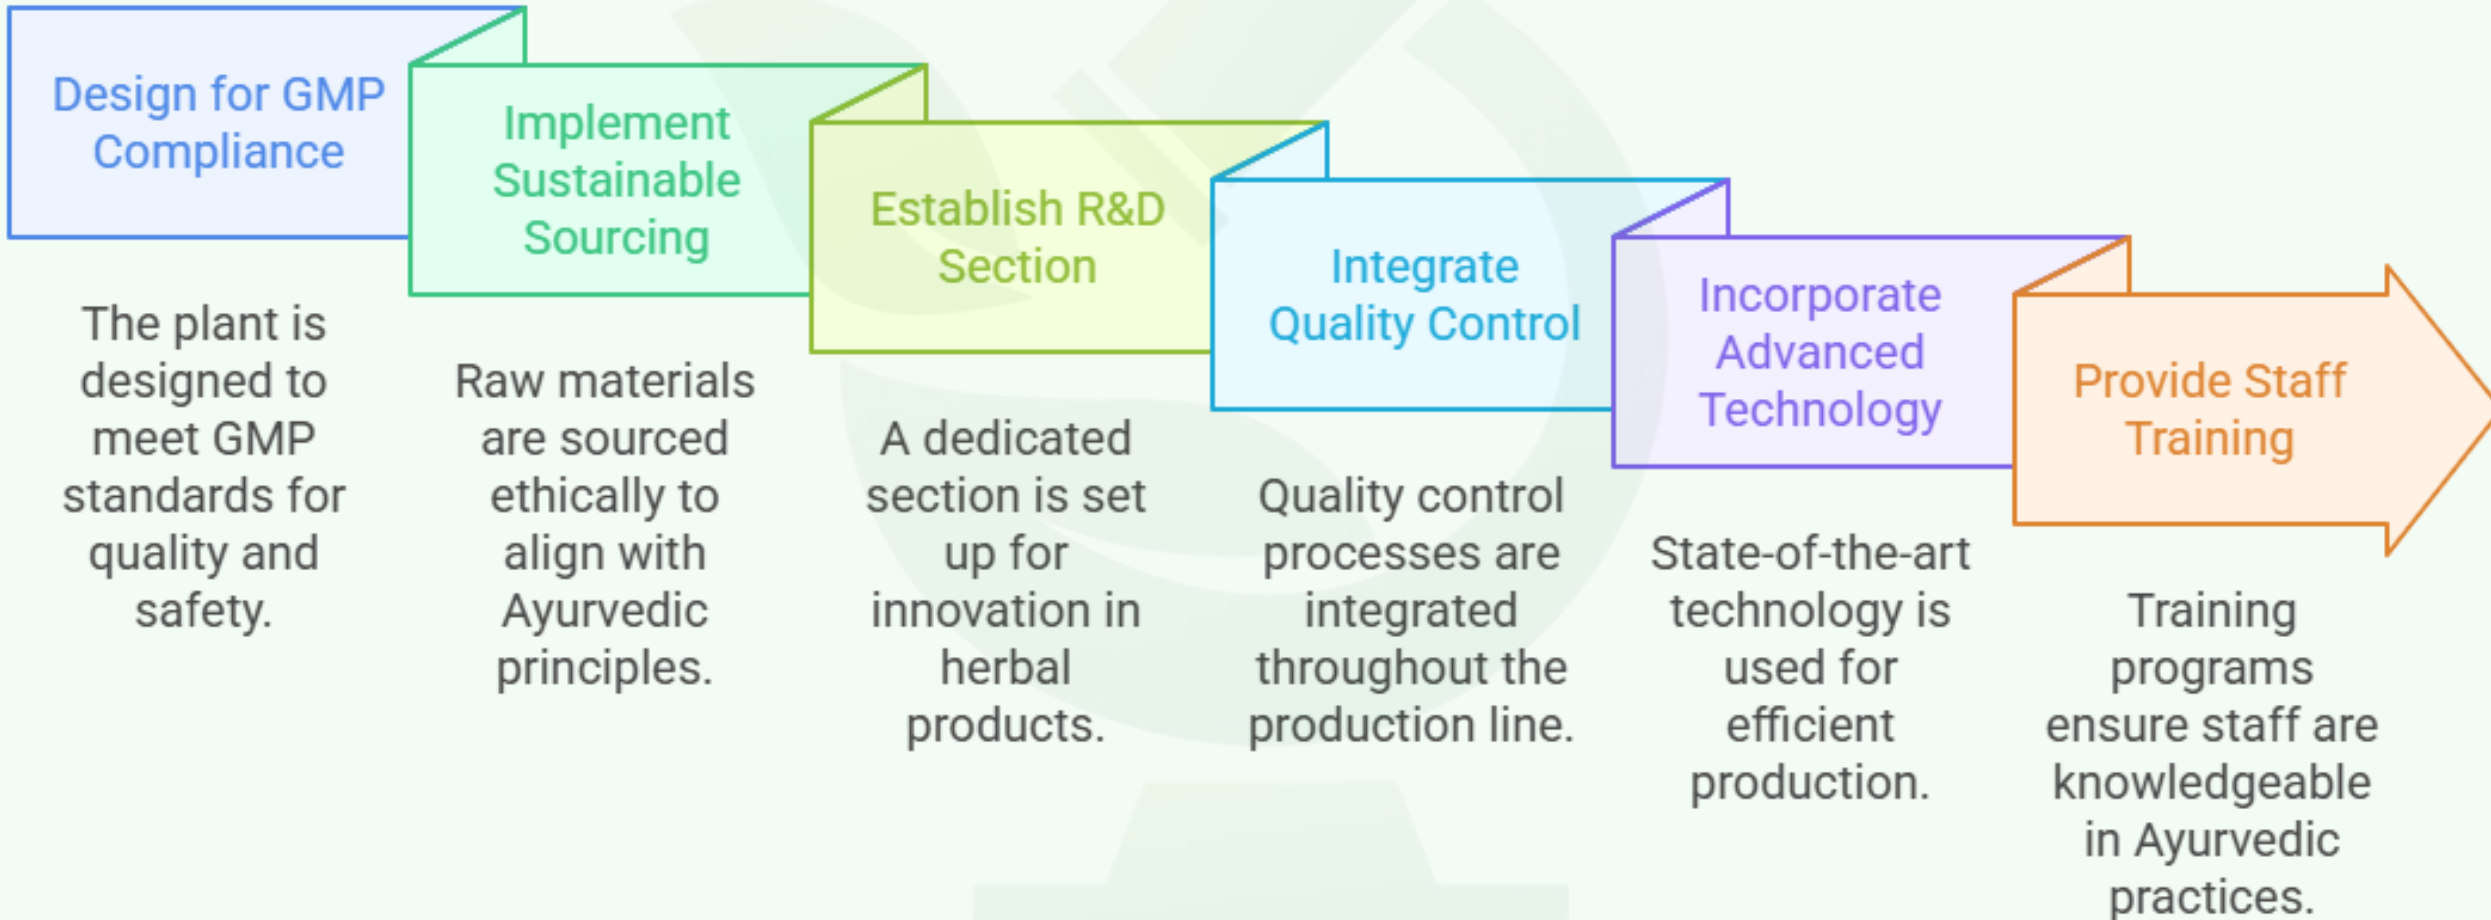 Design for GMP
Compliance
The plant is
designed to
meet GMP
standards for
quality and
safety.
Implement
Sustainable
Sourcing
Raw materials
are sourced
ethically to
align with
Ayurvedic
principles.
Establish R&D
Section
A dedicated
section is set
up for
innovation in
herbal
products.
Integrate
Quality Control
Quality control
processes are
integrated
throughout the
production line.
Incorporate
Advanced
Technology
State-of-the-art
technology is
used for
efficient
production.
Provide Staff
Training
Training
programs
ensure staff are
knowledgeable
in Ayurvedic
practices.